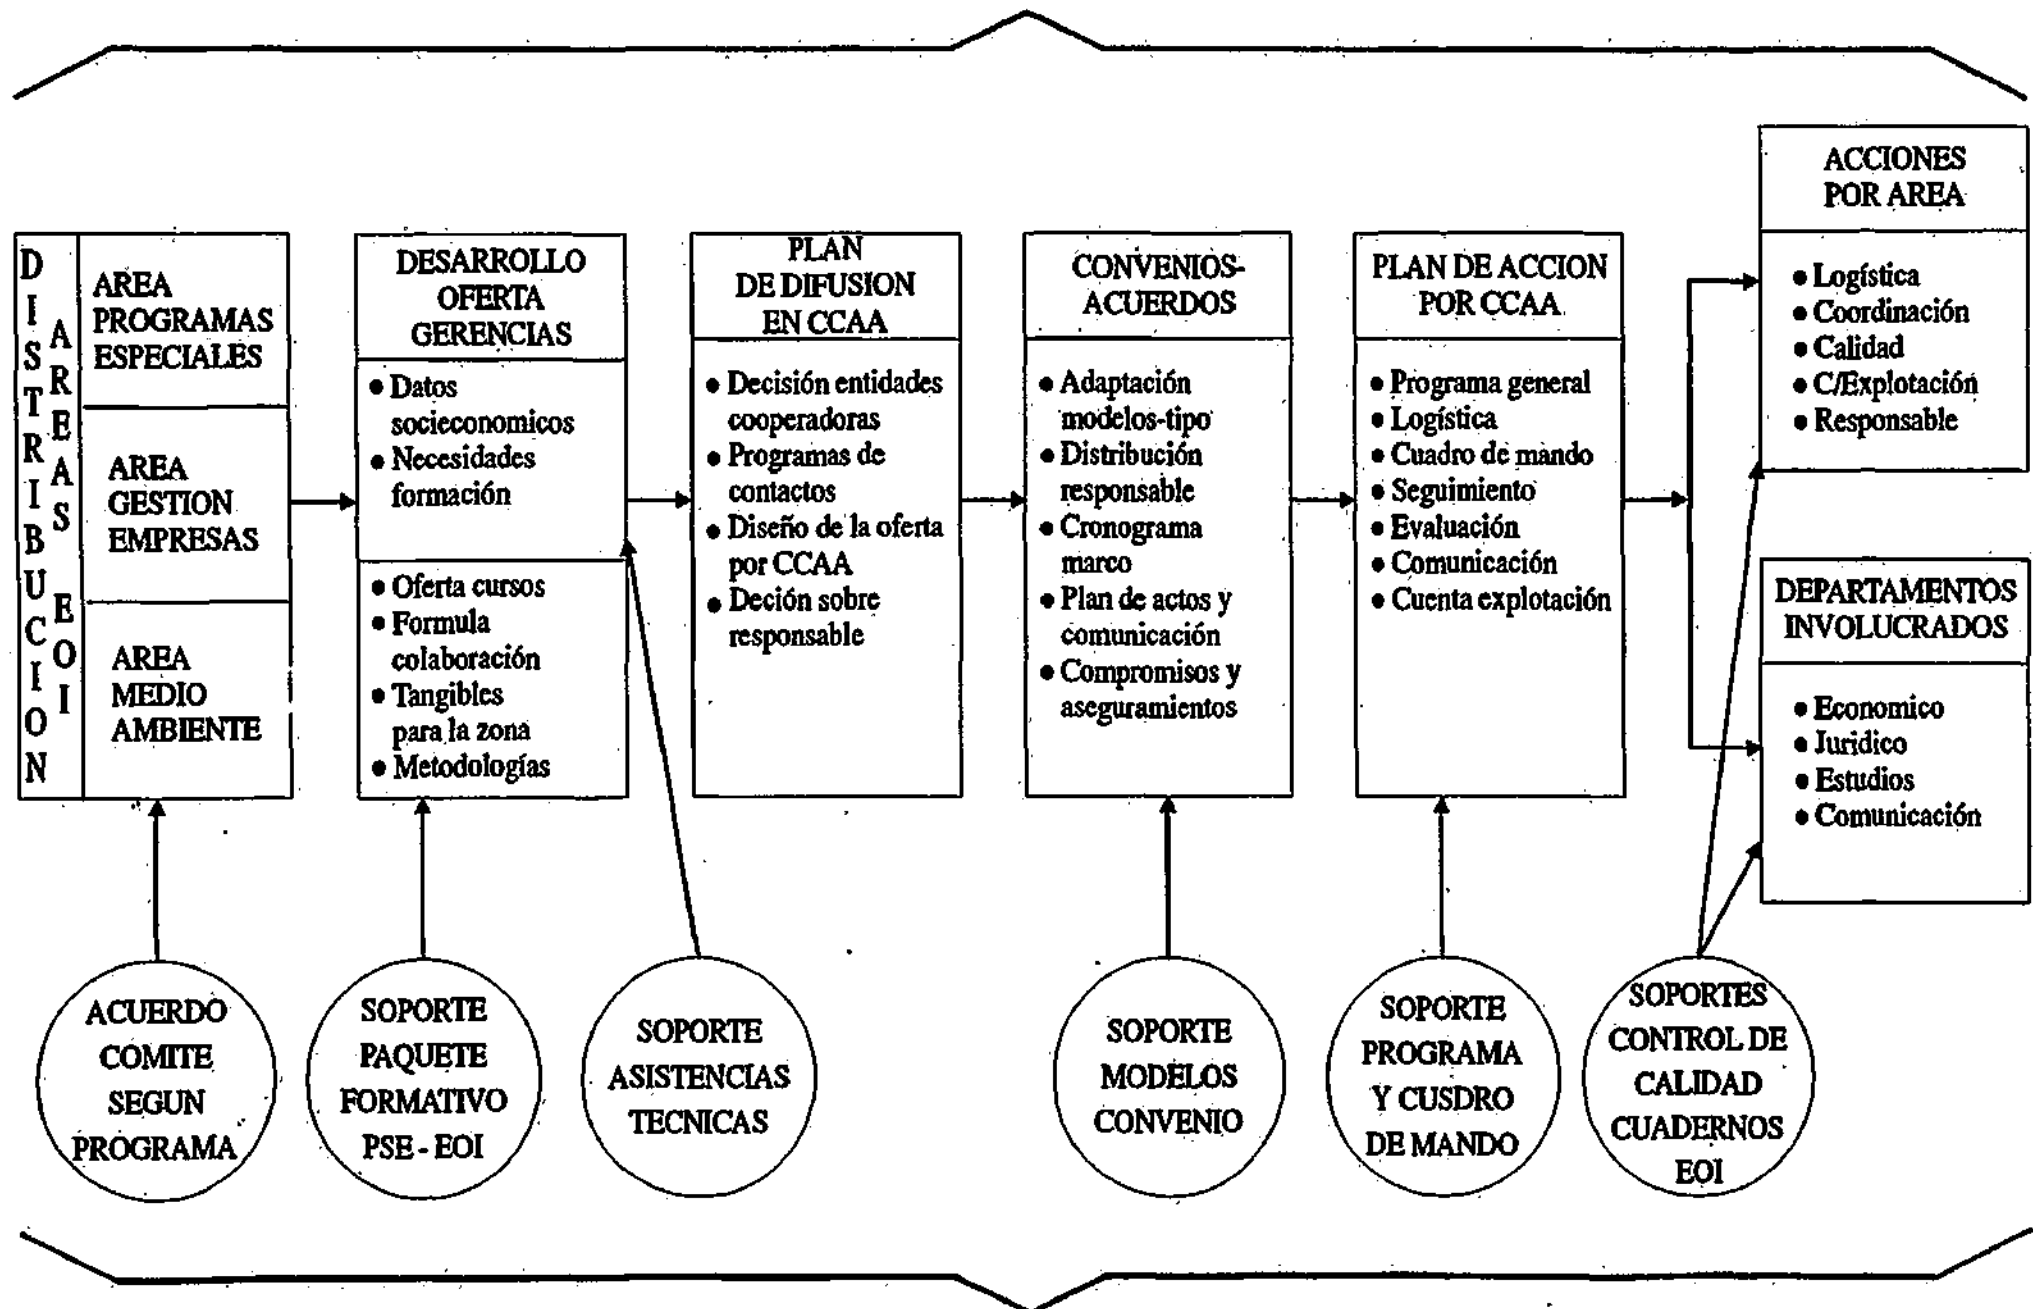 DISTRIBUCION
AREAS EOI
AREA
PROGRAMAS
ESPECIALES
AREA
GESTION
EMPRESAS
AREA
MEDIO
AMBIENTE
DESARROLLO
OFERTA
GERENCIAS
● Datos
socieconomicos
● Necesidades
formación
● Oferta cursos
● Formula
colaboración
● Tangibles
para la zona
● Metodologías
PLAN
DE DIFUSION
EN CCAA
● Decisión entidades
cooperadoras
● Programas de
contactos
● Diseño de la oferta
por CCAA
● Deción sobre
responsable
CONVENIOS-
ACUERDOS
● Adaptación
modelos-tipo
● Distribución
responsable
● Cronograma
marco
● Plan de actos y
comunicación
● Compromisos y
aseguramientos
PLAN DE ACCION
POR CCAA
● Programa general
● Logística
● Cuadro de mando
● Seguimiento
● Evaluación
● Comunicación
● Cuenta explotación
ACCIONES
POR AREA
● Logística
● Coordinación
● Calidad
● C/Explotación
● Responsable
DEPARTAMENTOS
INVOLUCRADOS
● Economico
● Juridico
● Estudios
● Comunicación
ACUERDO
COMITE
SEGUN
PROGRAMA
SOPORTE
PAQUETE
FORMATIVO
PSE - EOI
SOPORTE
ASISTENCIAS
TECNICAS
SOPORTE
MODELOS
CONVENIO
SOPORTE
PROGRAMA
Y CUSDRO
DE MANDO
SOPORTES
CONTROL DE
CALIDAD
CUADERNOS
EOI